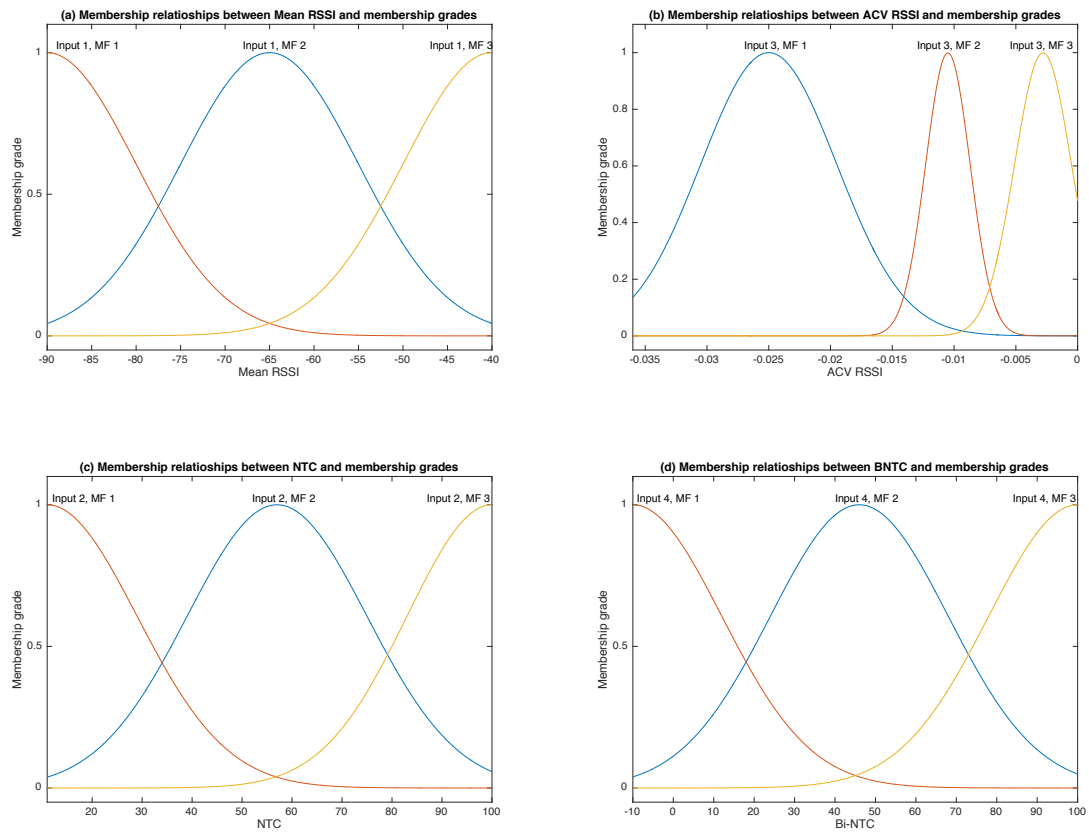 (a) Membership relatioships between Mean RSSI and membership grades
Input 1, MF 1
Input 1, MF 2
Input 1, MF 3
1
0.5
0
Membership grade
-90
-85
-80
-75
-70
-65
-60
-55
-50
-45
-40
Mean RSSI
(b) Membership relatioships between ACV RSSI and membership grades
Input 3, MF 1
Input 3, MF 2
Input 3, MF 3
1
0.8
0.6
0.4
0.2
0
Membership grade
-0.035
-0.03
-0.025
-0.02
-0.015
-0.01
-0.005
0
ACV RSSI
(c) Membership relatioships between NTC and membership grades
Input 2, MF 1
Input 2, MF 2
Input 2, MF 3
1
0.5
0
Membership grade
20
30
40
50
60
70
80
90
100
NTC
(d) Membership relatioships between BNTC and membership grades
Input 4, MF 1
Input 4, MF 2
Input 4, MF 3
1
0.5
0
Membership grade
-10
0
10
20
30
40
50
60
70
80
90
100
Bi-NTC